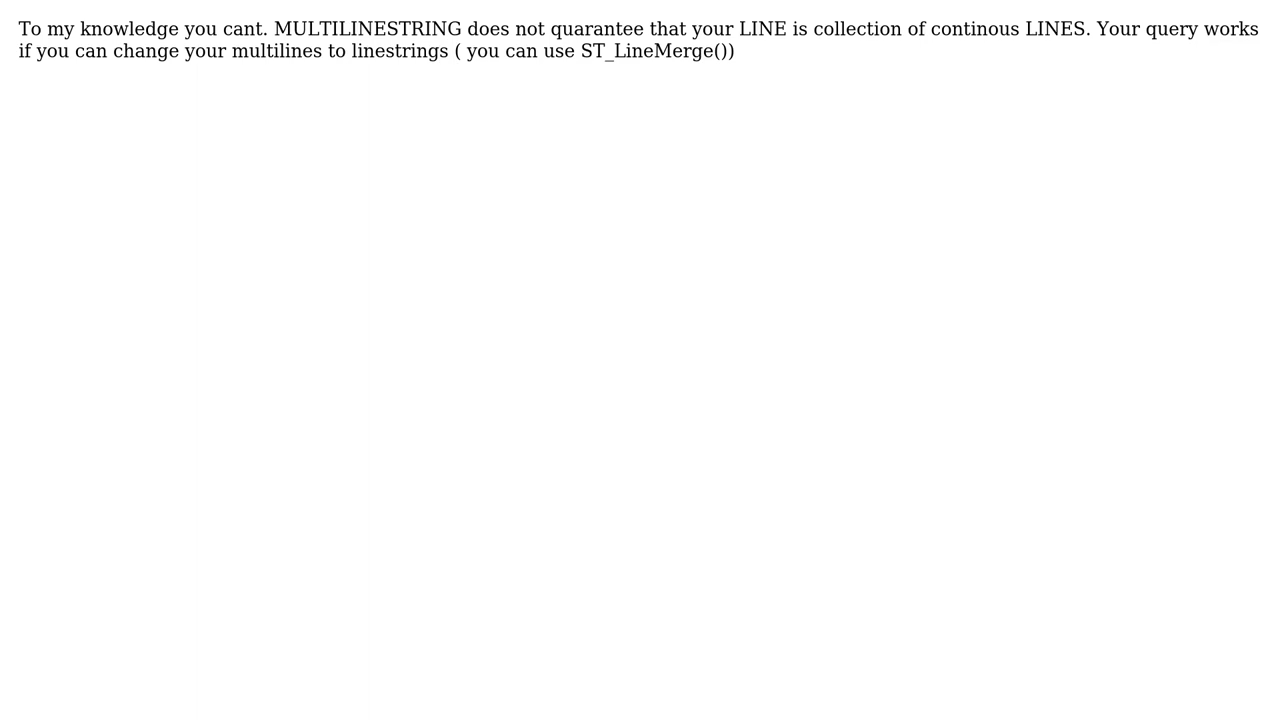 To my knowledge you cant. MULTILINESTRING does not quarantee that your LINE is collection of continous LINES. Your query works
if you can change your multilines to linestrings ( you can use ST_LineMerge())